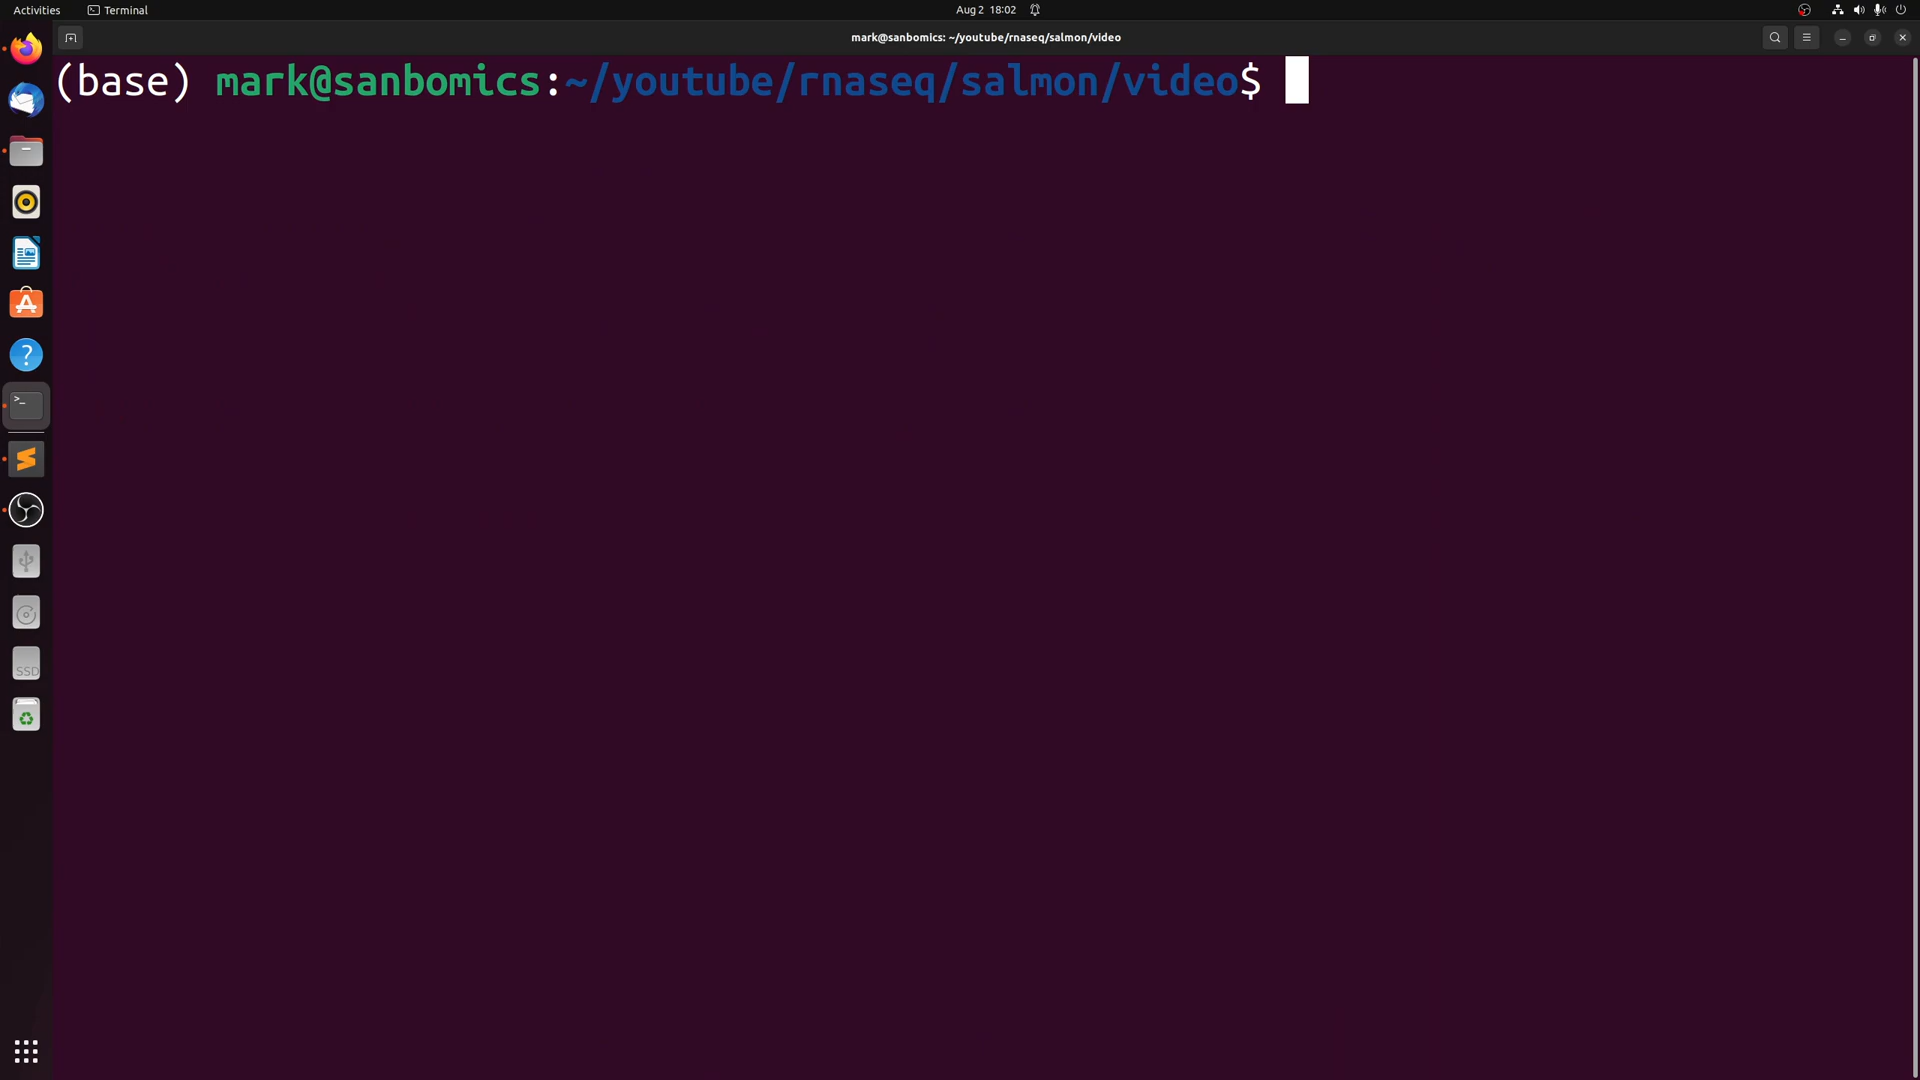 Activities
Terminal
Aug 2 18:02
mark@sanbomics: ~/youtube/rnaseq/salmon/video
(base) mark@sanbomics:~/youtube/rnaseq/salmon/video$
?
>_
SSD